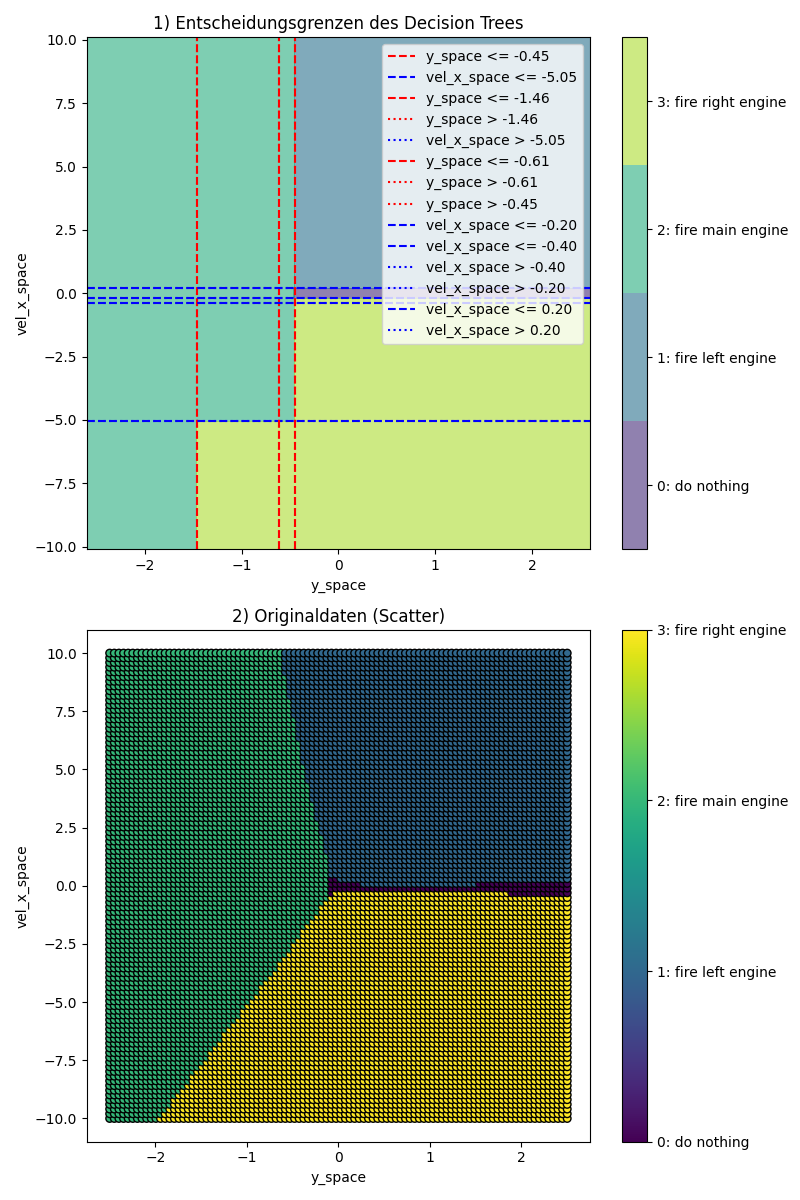 1) Entscheidungsgrenzen des Decision Trees
10.0
7.5
5.0
2.5
0.0
−2.5
−5.0
−7.5
−10.0
vel_x_space
y_space <= -0.45
vel_x_space <= -5.05
y_space <= -1.46
y_space > -1.46
vel_x_space > -5.05
y_space <= -0.61
y_space > -0.61
y_space > -0.45
vel_x_space <= -0.20
vel_x_space <= -0.40
vel_x_space > -0.40
vel_x_space > -0.20
vel_x_space <= 0.20
vel_x_space > 0.20
−2
−1
0
1
2
y_space
3: fire right engine
2: fire main engine
1: fire left engine
0: do nothing
2) Originaldaten (Scatter)
10.0
7.5
5.0
2.5
0.0
−2.5
−5.0
−7.5
−10.0
vel_x_space
−2
−1
0
1
2
y_space
3: fire right engine
2: fire main engine
1: fire left engine
0: do nothing